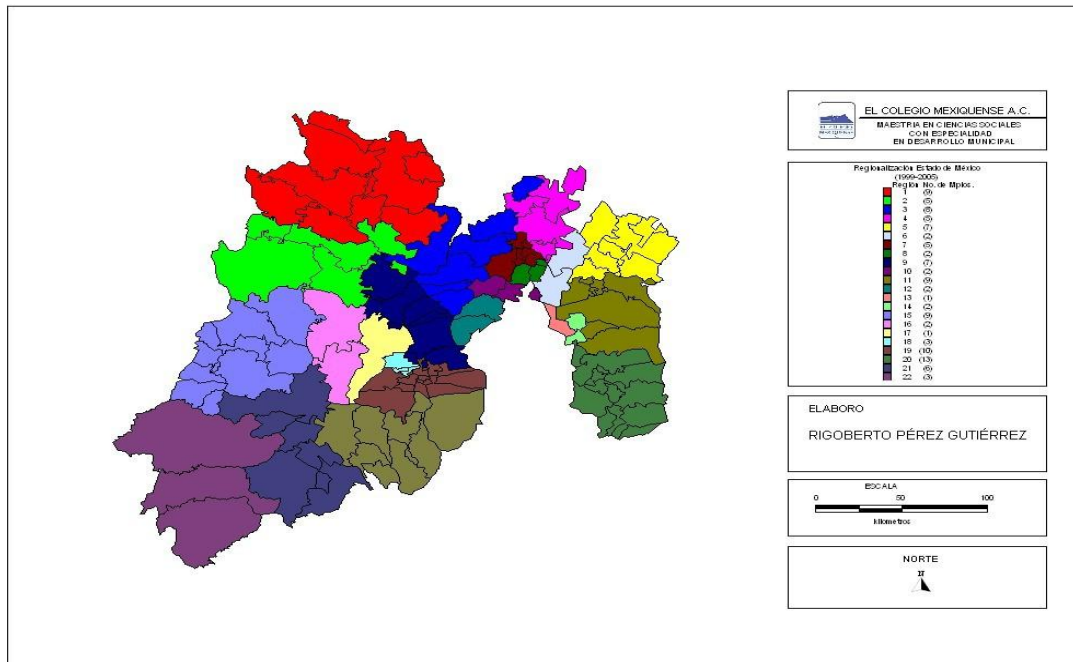 EL COLEGIO MEXIQUENSE A.C.
MAESTRIA EN CIENCIAS SOCIALES
CON ESPECIALIDAD
EN DESARROLLO MUNICIPAL
Regionalización Estado de México
(1999-2005)
Región No. de Mpios.
1 (9)
2 (5)
3 (6)
4 (5)
5 (7)
6 (2)
7 (5)
8 (2)
9 (7)
10 (2)
11 (9)
12 (2)
13 (1)
14 (2)
15 (9)
16 (2)
17 (1)
18 (3)
19 (10)
20 (13)
21 (6)
22 (3)
ELABORO
RIGOBERTO PÉREZ GUTIÉRREZ
ESCALA
0 50 100
kilometros
NORTE
N